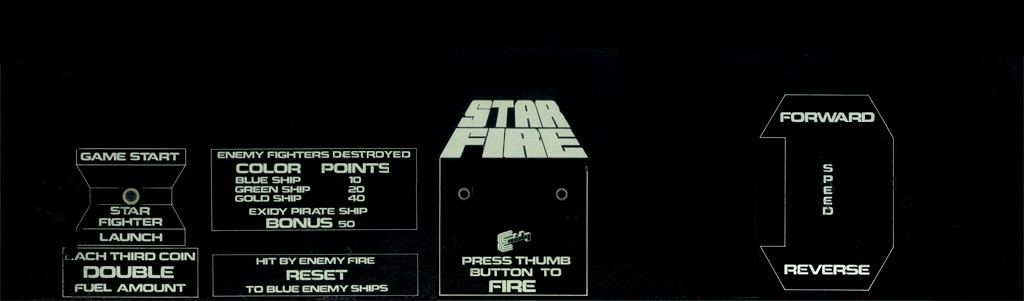 GAME START
STAR
FIGHTER
LAUNCH
ACH THIRD COIN
DOUBLE
FUEL AMOUNT
ENEMY FIGHTERS DESTROYED
COLOR POINTS
BLUE SHIP 10
GREEN SHIP 20
GOLD SHIP 40
EXIDY PIRATE SHIP
BONUS 50
HIT BY ENEMY FIRE
RESET
TO BLUE ENEMY SHIPS
STAR
FIRE
Exidy
PRESS THUMB
BUTTON TO
FIRE
FORWARD
SPEED
REVERSE